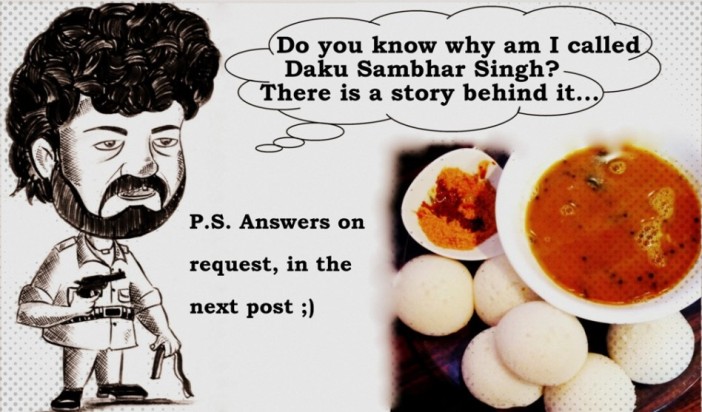 Do you know why am I called
Daku Sambhar Singh?
There is a story behind it...
P.S. Answers on
request, in the
next post ;)